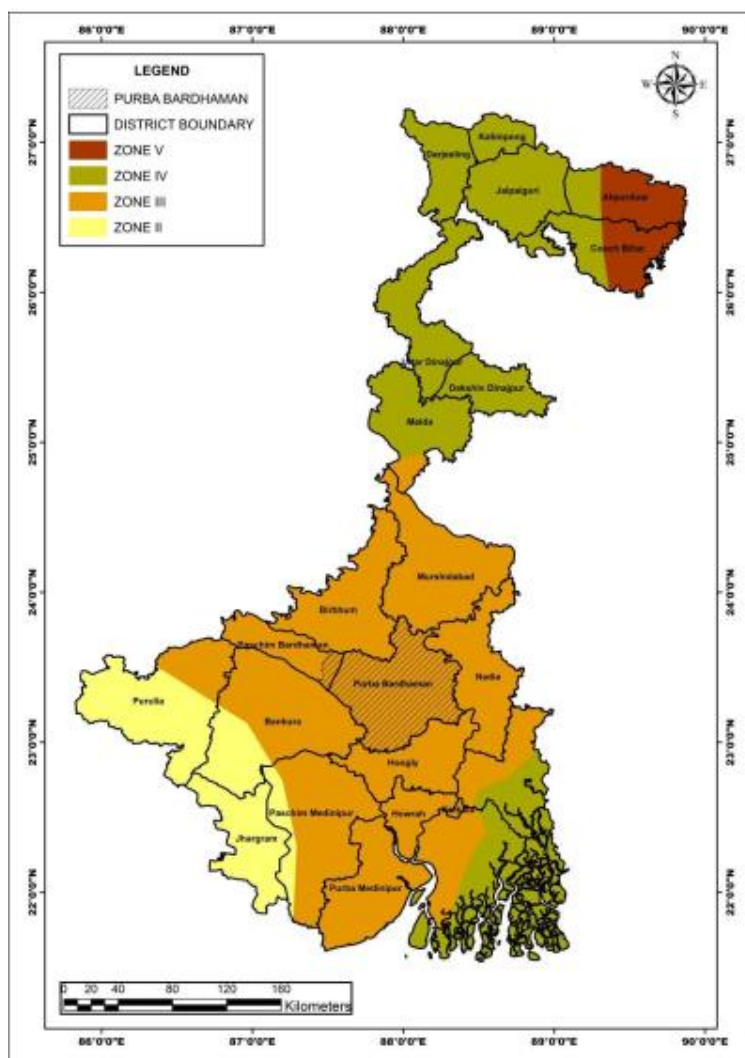 86°0'0"E 87°0'0"E 88°0'0"E 89°0'0"E 90°0'0"E
LEGEND
PURBA BARDHAMAN
DISTRICT BOUNDARY
ZONE V
ZONE IV
ZONE III
ZONE II
N
W E
S
27°0'0"N 27°0'0"N
26°0'0"N 26°0'0"N
25°0'0"N 25°0'0"N
24°0'0"N 24°0'0"N
23°0'0"N 23°0'0"N
22°0'0"N 22°0'0"N
Kalimpong
Darjeeling
Jalpaiguri
Alipurduar
Cooch Bihar
Uttar Dinajpur
Dakshin Dinajpur
Malda
Mursidabad
Birbhum
Paschim Bardhaman
Purba Bardhaman
Nadia
Purulia
Bankura
Hoogly
Paschim Medinipur
Howrah
Jhargram
Purba Medinipur
0 20 40 80 120 160
Kilometers
86°0'0"E 87°0'0"E 88°0'0"E 89°0'0"E 90°0'0"E